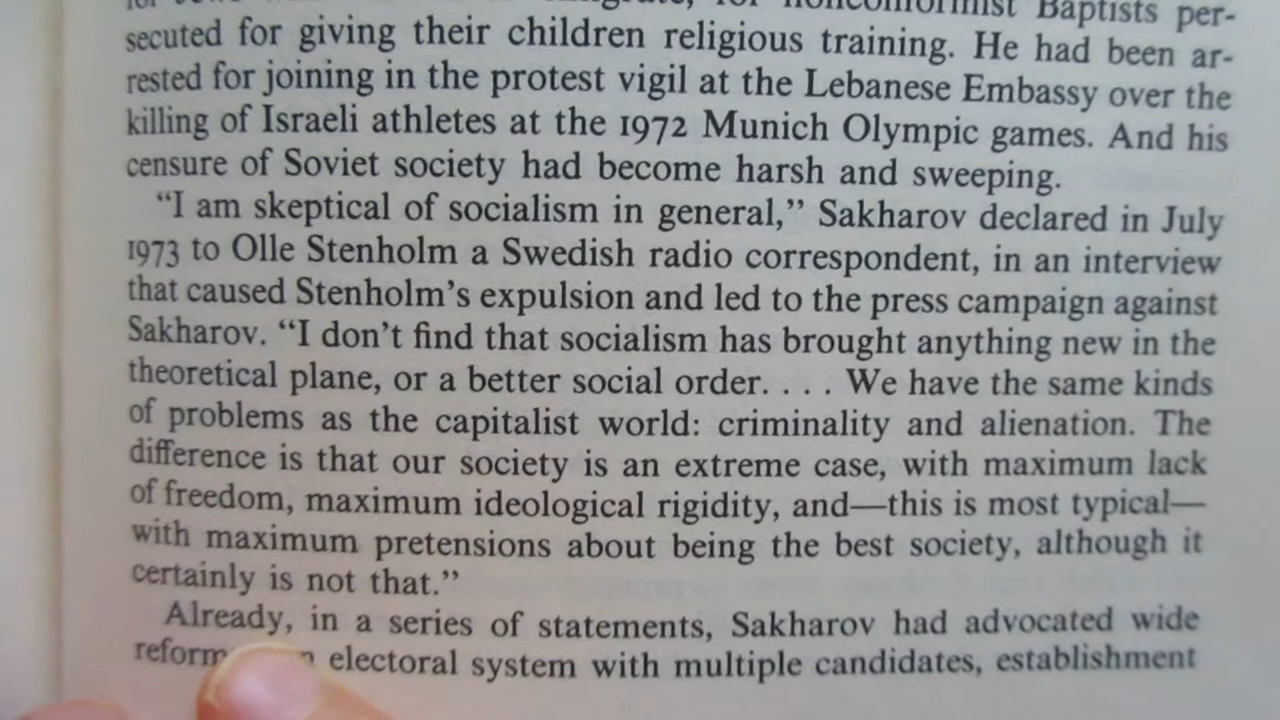 nonconformist Baptists per-
secuted for giving their children religious training. He had been ar-
rested for joining in the protest vigil at the Lebanese Embassy over the
killing of Israeli athletes at the 1972 Munich Olympic games. And his
censure of Soviet society had become harsh and sweeping.
“I am skeptical of socialism in general,” Sakharov declared in July
1973 to Olle Stenholm a Swedish radio correspondent, in an interview
that caused Stenholm’s expulsion and led to the press campaign against
Sakharov. “I don’t find that socialism has brought anything new in the
theoretical plane, or a better social order. . . . We have the same kinds
of problems as the capitalist world: criminality and alienation. The
difference is that our society is an extreme case, with maximum lack
of freedom, maximum ideological rigidity, and—this is most typical—
with maximum pretensions about being the best society, although it
certainly is not that.”
Already, in a series of statements, Sakharov had advocated wide
electoral system with multiple candidates, establishment